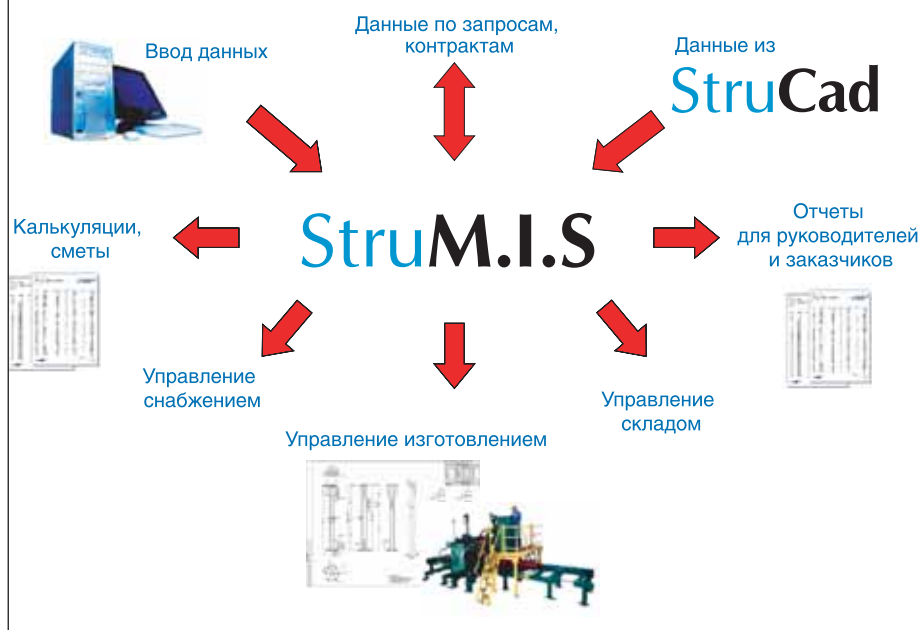 Ввод данных
Данные по запросам,
контрактам
Данные из
StruCad
StruM.I.S
Калькуляции,
сметы
Отчеты
для руководителей
и заказчиков
Управление
снабжением
Управление изготовлением
Управление
складом